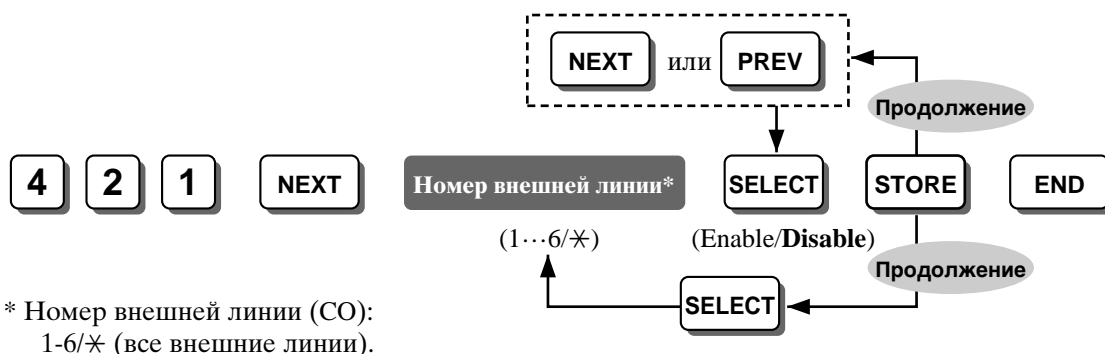 NEXT или PREV
Продолжение
4 2 1 NEXT Номер внешней линии* SELECT STORE END
(1···6/✳) (Enable/Disable)
Продолжение
SELECT
* Номер внешней линии (CO):
1-6/✳ (все внешние линии).